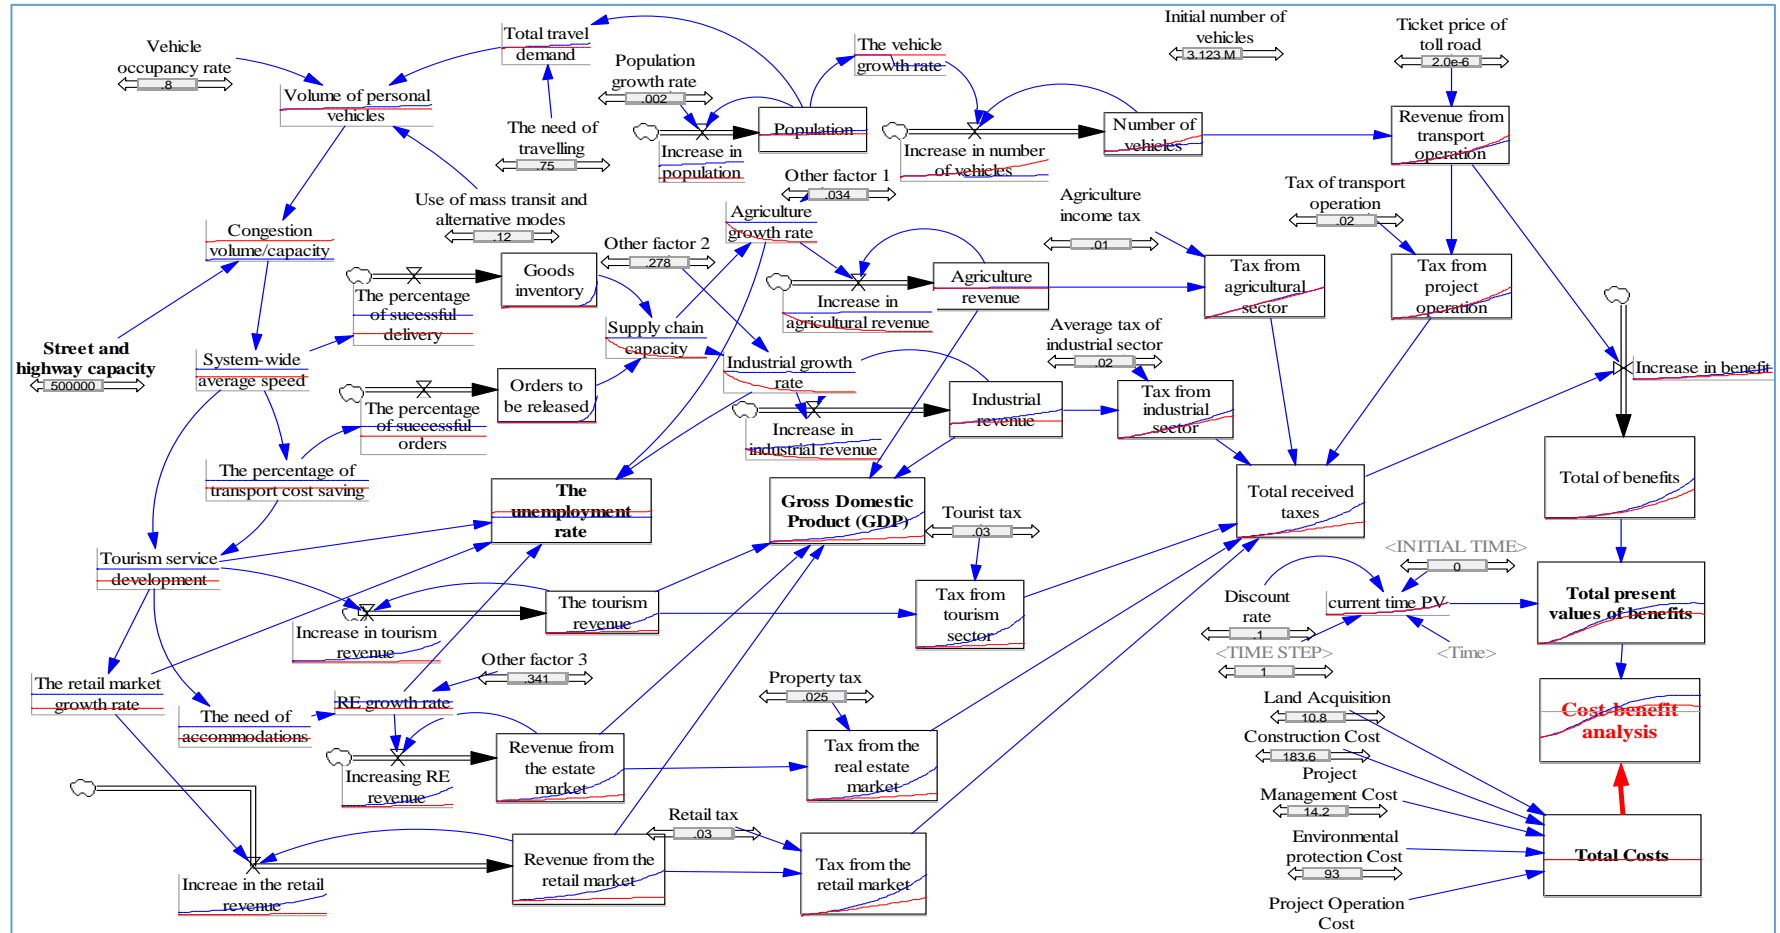 Vehicle
occupancy rate
.8
Total travel
demand
Population
growth rate
.002
The vehicle
growth rate
Initial number of
vehicles
3.123 M
Ticket price of
toll road
2.0e-6
Volume of personal
vehicles
The need of
travelling
.75
Population
Increase in
population
Increase in number
of vehicles
Number of
vehicles
Revenue from
transport
operation
Use of mass transit and
alternative modes
.12
Other factor 1
.034
Agriculture
growth rate
Agriculture
income tax
.01
Tax of transport
operation
.02
Congestion
volume/capacity
Other factor 2
.278
Goods
inventory
The percentage
of sucessful
delivery
Agriculture
revenue
Increase in
agricultural revenue
Tax from
agricultural
sector
Tax from
project
operation
Street and
highway capacity
500000
System-wide
average speed
Supply chain
capacity
Industrial growth
rate
Average tax of
industrial sector
.02
Increase in benefit
Orders to
be released
The percentage
of successful
orders
Industrial
revenue
Increase in
industrial revenue
Tax from
industrial
sector
The percentage of
transport cost saving
The
unemployment
rate
Gross Domestic
Product (GDP)
Tourist tax
.03
Total received
taxes
Total of benefits
Tourism service
development
The tourism
revenue
Increase in tourism
revenue
Tax from
tourism
sector
<INITIAL TIME>
0
Discount
rate
.1
current time PV
<TIME STEP>
1
<Time>
Total present
values of benefits
The retail market
growth rate
Other factor 3
.341
RE growth rate
The need of
accommodations
Property tax
.025
Land Acquisition
10.8
Construction Cost
183.6
Cost-benefit
analysis
Increasing RE
revenue
Revenue from
the estate
market
Tax from the
real estate
market
Project
Management Cost
14.2
Retail tax
.03
Environmental
protection Cost
93
Total Costs
Increae in the retail
revenue
Revenue from the
retail market
Tax from the
retail market
Project Operation
Cost